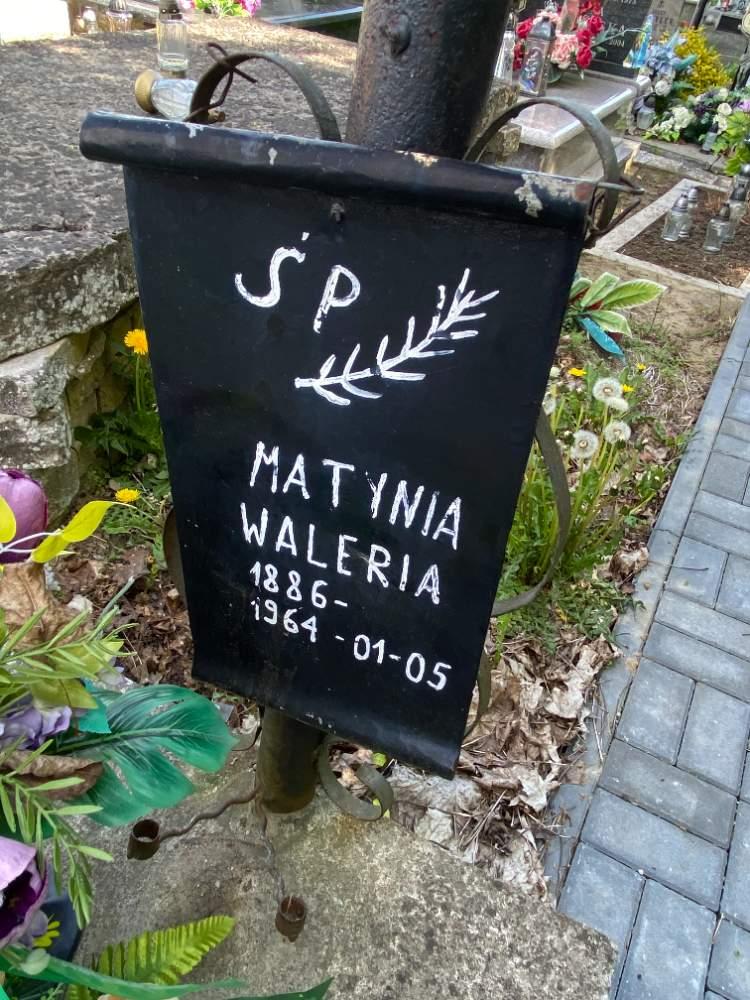 ŚP
MATYNIA
WALERIA
1886-
1964-01-05